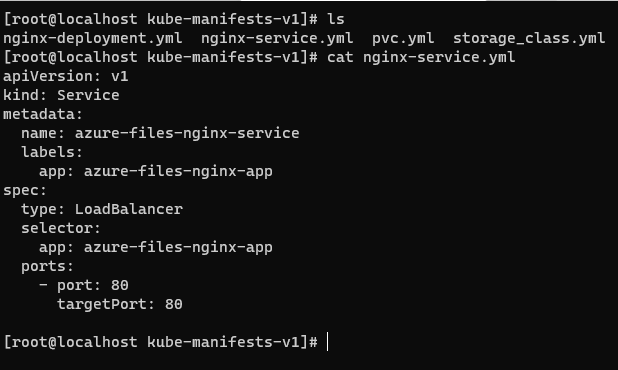 [root@localhost kube-manifests-v1]# ls
nginx-deployment.yml  nginx-service.yml  pvc.yml  storage_class.yml
[root@localhost kube-manifests-v1]# cat nginx-service.yml
apiVersion: v1
kind: Service
metadata:
  name: azure-files-nginx-service
  labels:
    app: azure-files-nginx-app
spec:
  type: LoadBalancer
  selector:
    app: azure-files-nginx-app
  ports:
    - port: 80
      targetPort: 80
[root@localhost kube-manifests-v1]#